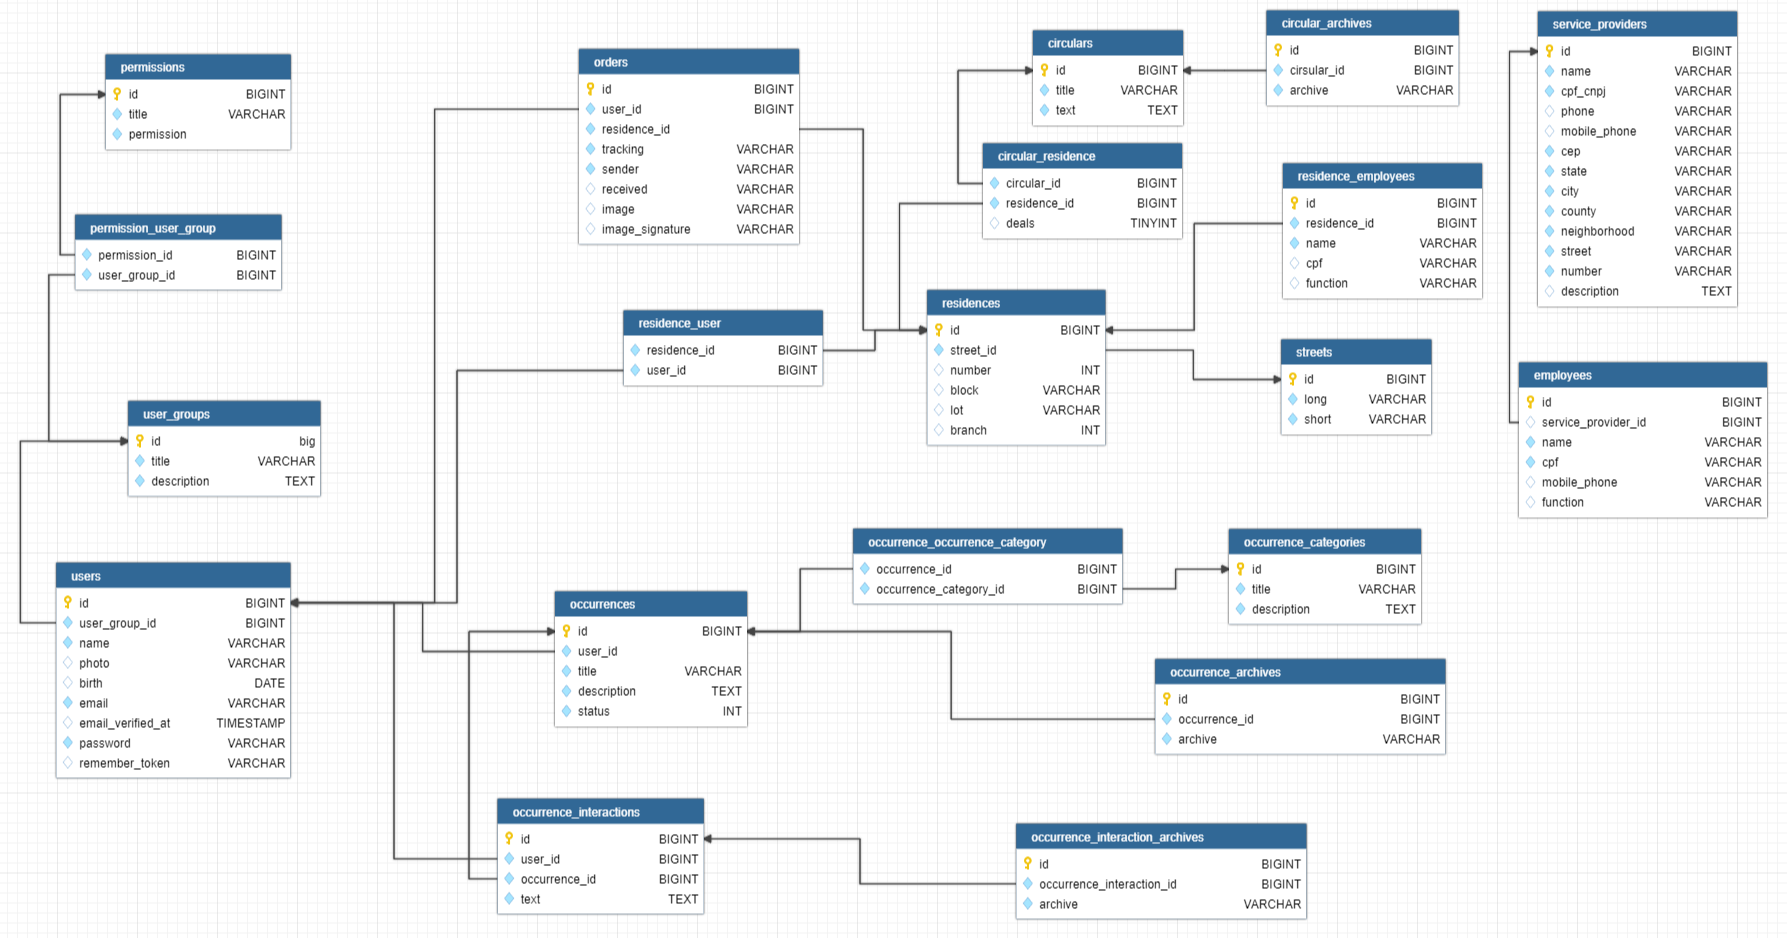 permissions
id BIGINT
title VARCHAR
permission
permission_user_group
permission_id BIGINT
user_group_id BIGINT
user_groups
id big
title VARCHAR
description TEXT
users
id BIGINT
user_group_id BIGINT
name VARCHAR
photo VARCHAR
birth DATE
email VARCHAR
email_verified_at TIMESTAMP
password VARCHAR
remember_token VARCHAR
orders
id BIGINT
user_id BIGINT
residence_id
tracking VARCHAR
sender VARCHAR
received VARCHAR
image VARCHAR
image_signature VARCHAR
residence_user
residence_id BIGINT
user_id BIGINT
occurrences
id BIGINT
user_id
title VARCHAR
description TEXT
status INT
occurrence_interactions
id BIGINT
user_id BIGINT
occurrence_id BIGINT
text TEXT
circulars
id BIGINT
title VARCHAR
text TEXT
circular_residence
circular_id BIGINT
residence_id BIGINT
deals TINYINT
residences
id BIGINT
street_id
number INT
block VARCHAR
lot VARCHAR
branch INT
occurrence_occurrence_category
occurrence_id BIGINT
occurrence_category_id BIGINT
circular_archives
id BIGINT
circular_id BIGINT
archive VARCHAR
residence_employees
id BIGINT
residence_id BIGINT
name VARCHAR
cpf VARCHAR
function VARCHAR
streets
id BIGINT
long VARCHAR
short VARCHAR
occurrence_categories
id BIGINT
title VARCHAR
description TEXT
occurrence_archives
id BIGINT
occurrence_id BIGINT
archive VARCHAR
occurrence_interaction_archives
id BIGINT
occurrence_interaction_id BIGINT
archive VARCHAR
service_providers
id BIGINT
name VARCHAR
cpf_cnpj VARCHAR
phone VARCHAR
mobile_phone VARCHAR
cep VARCHAR
state VARCHAR
city VARCHAR
county VARCHAR
neighborhood VARCHAR
street VARCHAR
number VARCHAR
description TEXT
employees
id BIGINT
service_provider_id BIGINT
name VARCHAR
cpf VARCHAR
mobile_phone VARCHAR
function VARCHAR